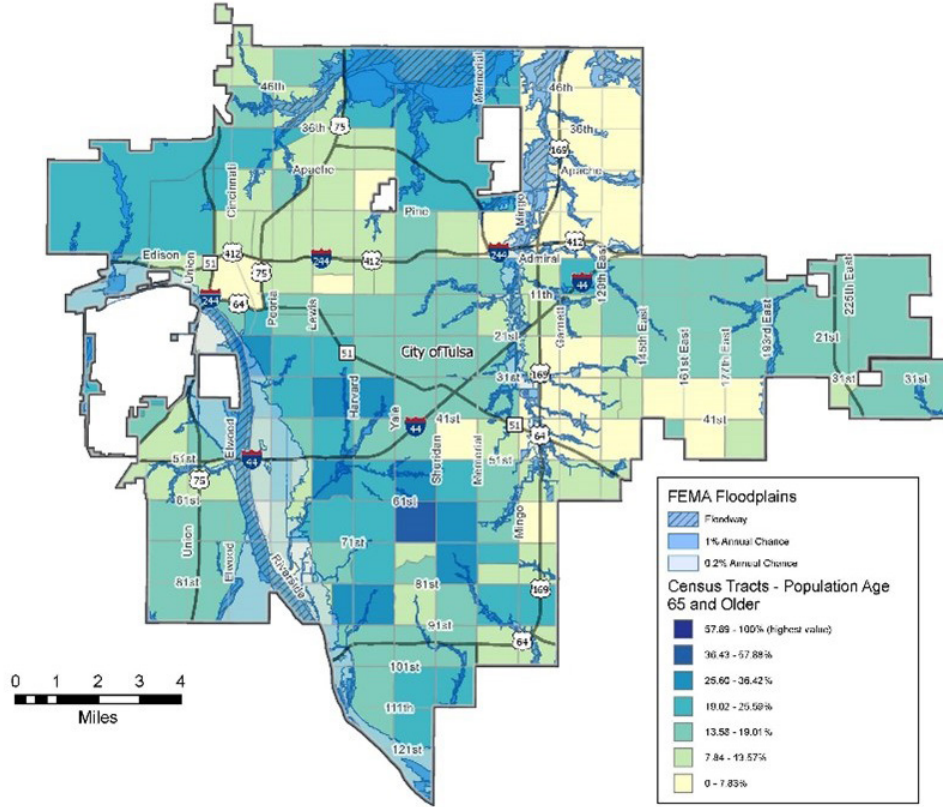 46th
Memorial
46th
36th
75
36th
169
Cincinnati
Apache
Apache
Pine
Mingo
Edison
Union
51
412
244
412
244
412
Admiral
75
44
129th East
244
64
Peoria
Lewis
11th
Garnett
145th East
161st East
177th East
193rd East
225th East
51
City of Tulsa
21st
21st
Harvard
31st
169
31st
31st
Yale
41st
44
Sheridan
51
41st
Elwood
64
51st
44
Memorial
51st
75
61st
61st
Mingo
Union
71st
81st
Elwood
Riverside
81st
169
91st
64
101st
111th
121st
0 1 2 3 4
Miles
FEMA Floodplains
Floodway
1% Annual Chance
0.2% Annual Chance
Census Tracts - Population Age
65 and Older
57.89 - 100% (highest value)
36.43 - 57.88%
25.60 - 36.42%
19.02 - 25.59%
13.58 - 19.01%
7.84 - 13.57%
0 - 7.83%